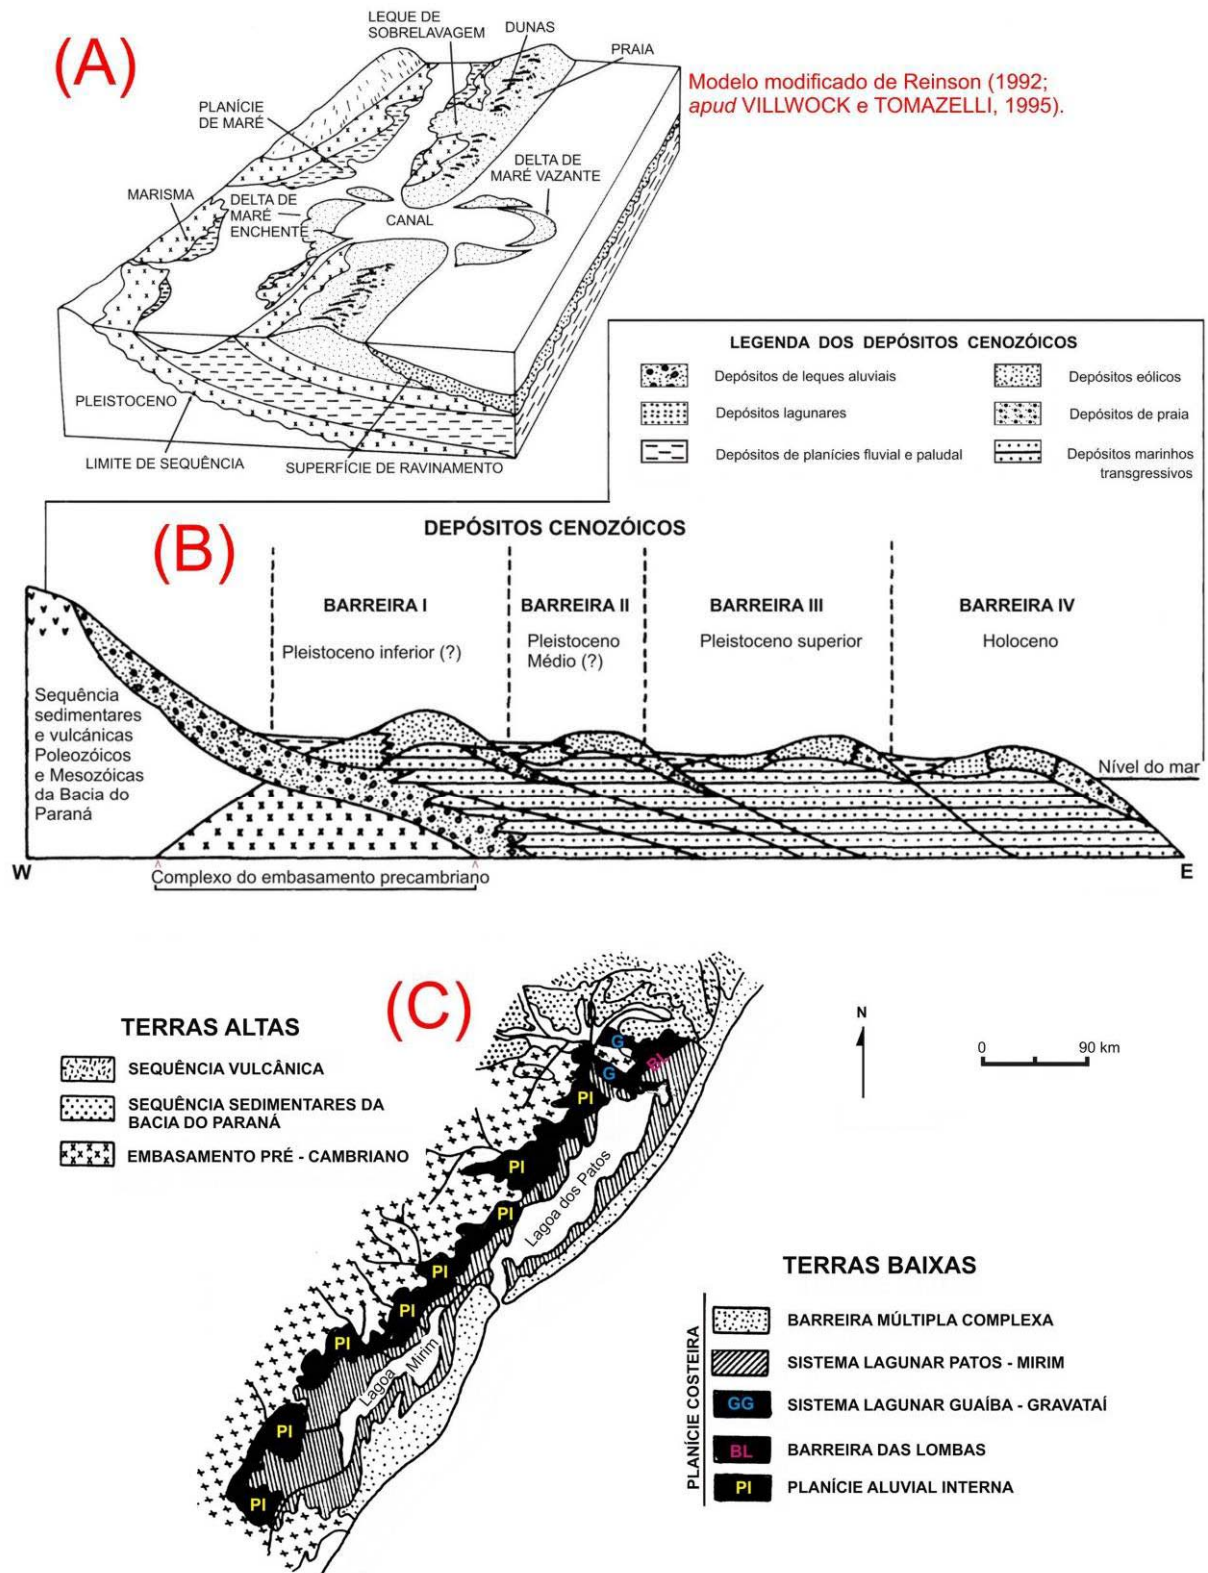 (A)
LEQUE DE
SOBRELAVAGEM
DUNAS
PRAIA
Modelo modificado de Reinson (1992;
apud VILLWOCK e TOMAZELLI, 1995).
PLANÍCIE
DE MARÉ
DELTA DE
MARÉ VAZANTE
MARISMA
DELTA DE
MARÉ
ENCHENTE
CANAL
PLEISTOCENO
LIMITE DE SEQUÊNCIA
SUPERFÍCIE DE RAVINAMENTO
LEGENDA DOS DEPÓSITOS CENOZÓICOS
Depósitos de leques aluviais
Depósitos eólicos
Depósitos lagunares
Depósitos de praia
Depósitos de planícies fluvial e paludal
Depósitos marinhos
transgressivos
(B)
DEPÓSITOS CENOZÓICOS
BARREIRA I
Pleistoceno inferior (?)
BARREIRA II
Pleistoceno
Médio (?)
BARREIRA III
Pleistoceno superior
BARREIRA IV
Holoceno
Sequência
sedimentares
e vulcánicas
Poleozóicos
e Mesozóicas
da Bacia do
Paraná
Nível do mar
W
E
Complexo do embasamento precambriano
(C)
TERRAS ALTAS
SEQUÊNCIA VULCÂNICA
SEQUÊNCIA SEDIMENTARES DA
BACIA DO PARANÁ
EMBASAMENTO PRÉ - CAMBRIANO
N
0
90 km
G
G
BL
PI
PI
PI
PI
PI
PI
PI
PI
Lagoa dos Patos
Lagoa
Mirim
TERRAS BAIXAS
PLANÍCIE COSTEIRA
BARREIRA MÚLTIPLA COMPLEXA
SISTEMA LAGUNAR PATOS - MIRIM
GG
SISTEMA LAGUNAR GUAÍBA - GRAVATAÍ
BL
BARREIRA DAS LOMBAS
PI
PLANÍCIE ALUVIAL INTERNA